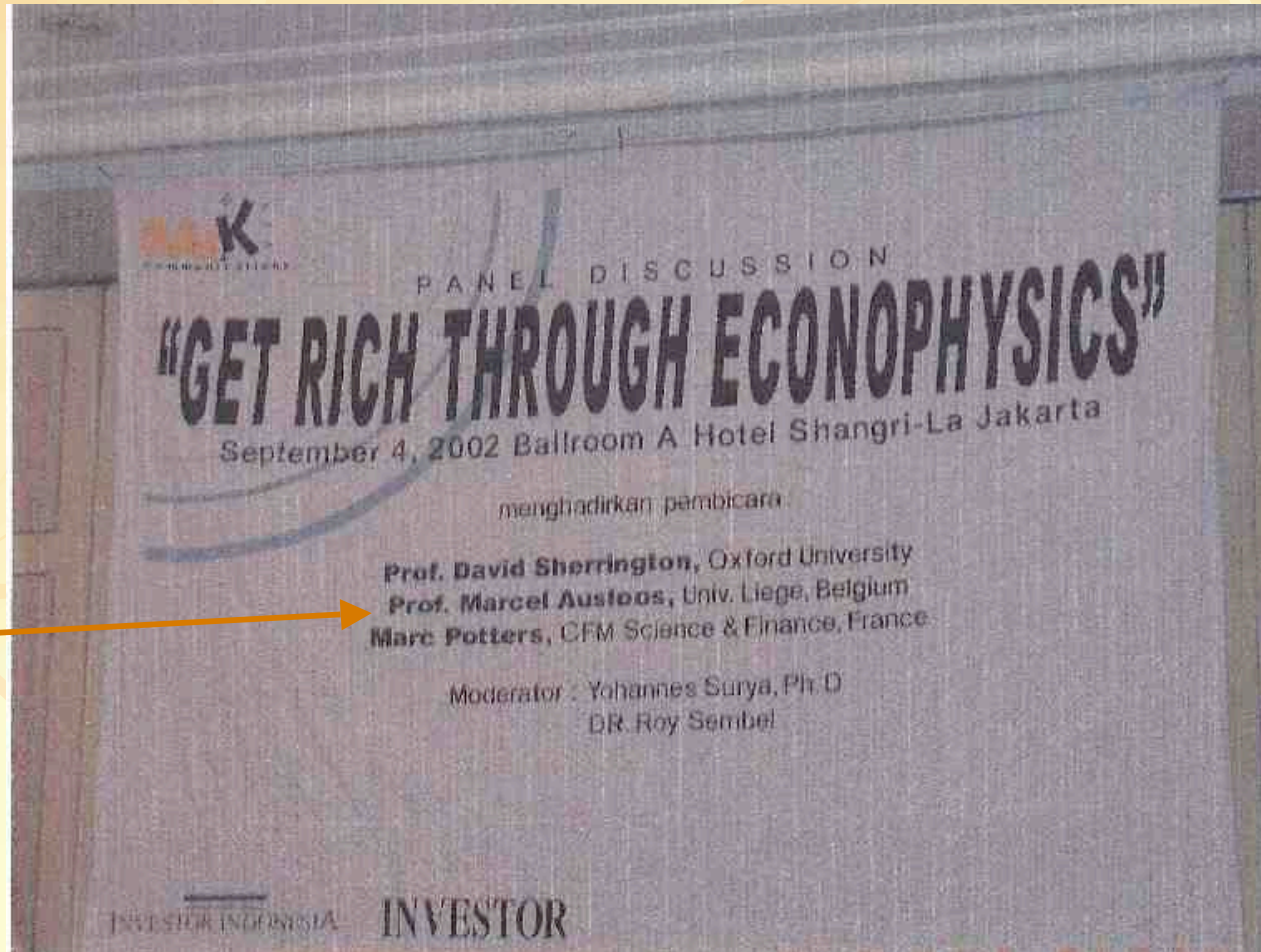 K
communications
PANEL DISCUSSION
"GET RICH THROUGH ECONOPHYSICS"
September 4, 2002 Ballroom A Hotel Shangri-La Jakarta
menghadirkan pembicara :
Prof. David Sherrington, Oxford University
Prof. Marcel Ausloos, Univ. Liege, Belgium
Marc Potters, CFM Science & Finance, France
Moderator : Yohannes Surya, Ph.D
DR. Roy Sembel
INVESTOR INDONESIA
INVESTOR